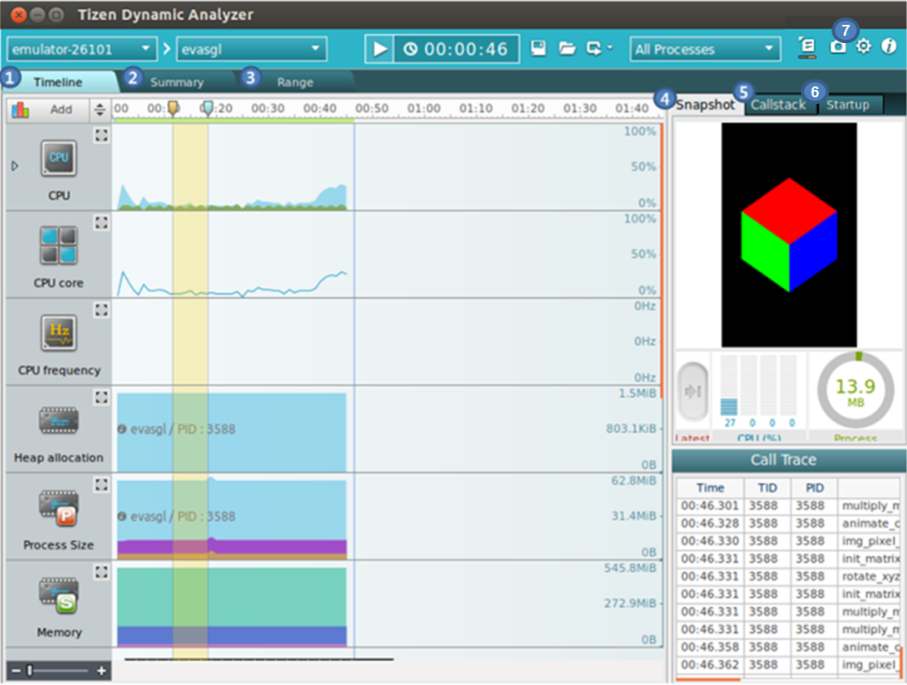 Tizen Dynamic Analyzer
emulator-26101
evasgl
00:00:46
All Processes
7
1 Timeline
2 Summary
3 Range
4 Snapshot
5 Callstack
6 Startup
Add
00 00: 0:20 00:30 00:40 00:50 01:00 01:10 01:20 01:30 01:40
100%
CPU
50%
CPU
0%
100%
50%
CPU core
0%
0Hz
Hz
0Hz
CPU frequency
0Hz
1.5MiB
evasgl / PID : 3588
803.1KiB
Heap allocation
0B
62.8MiB
evasgl / PID : 3588
31.4MiB
P
Process Size
0B
545.8MiB
272.9MiB
S
Memory
0B
13.9
MB
27 0 0 0
Latest
CPU (%)
Process
Call Trace
Time TID PID
00:46.301 3588 3588 multiply_m
00:46.328 3588 3588 animate_c
00:46.330 3588 3588 img_pixel_
00:46.331 3588 3588 init_matrix
00:46.331 3588 3588 rotate_xyz
00:46.331 3588 3588 init_matrix
00:46.331 3588 3588 multiply_m
00:46.331 3588 3588 multiply_m
00:46.358 3588 3588 animate_c
00:46.362 3588 3588 img_pixel_